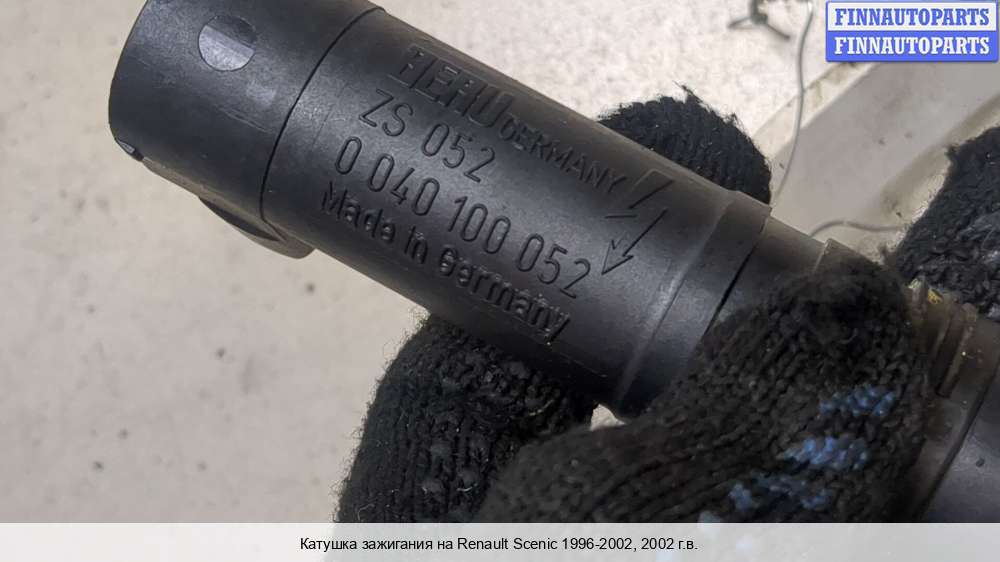 FINNAUTOPARTS
FINNAUTOPARTS
BERU GERMANY
ZS 052
0 040 100 052
Made in Germany
Катушка зажигания на Renault Scenic 1996-2002, 2002 г.в.